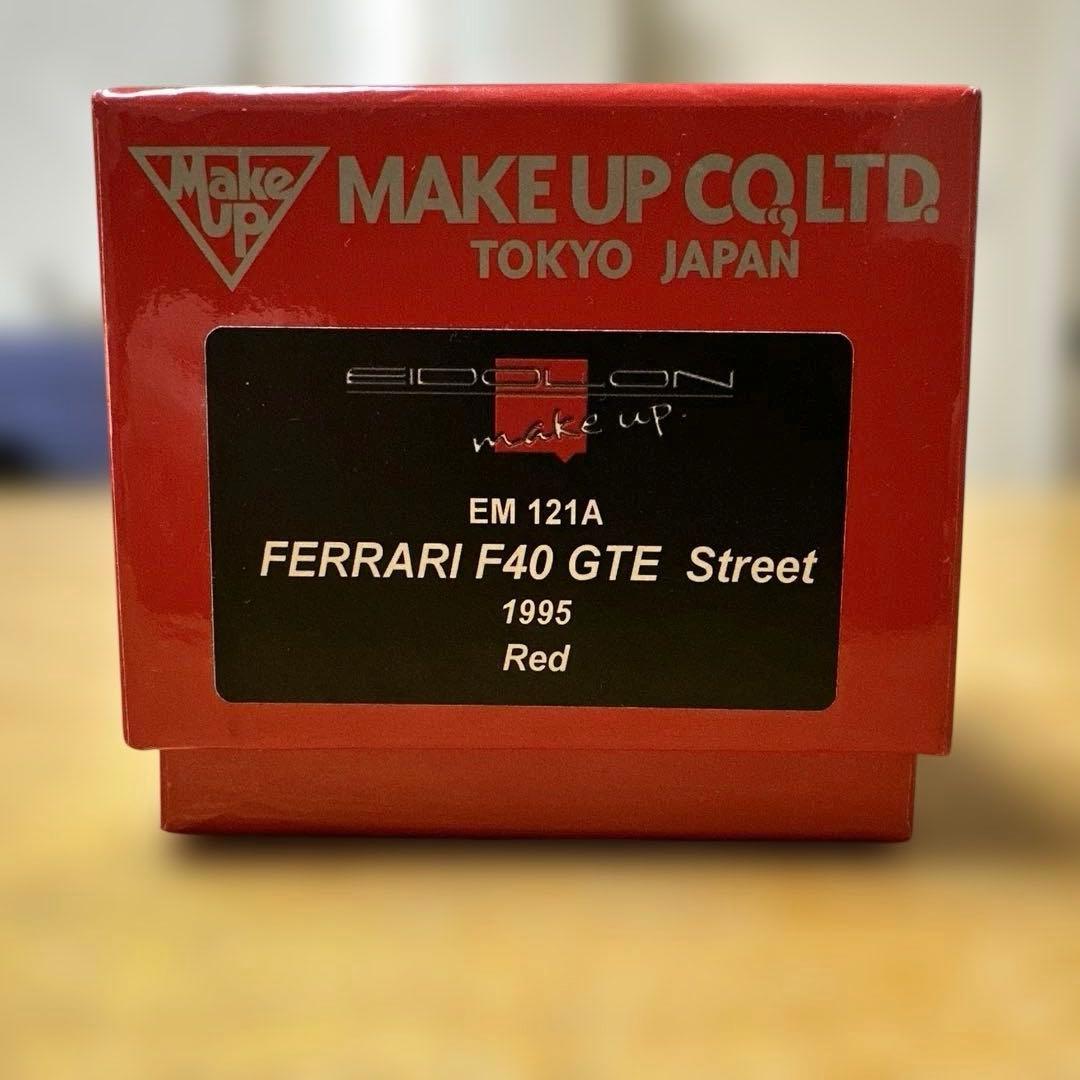 Make Up
MAKE UP CO., LTD.
TOKYO JAPAN
EIDOLON
make up.
EM 121A
FERRARI F40 GTE Street
1995
Red